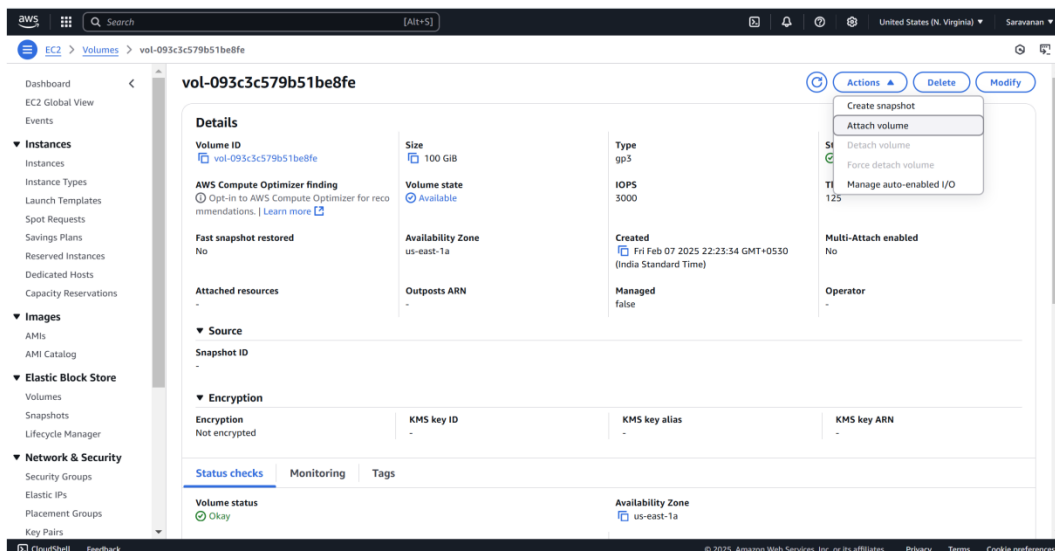 aws Search [Alt+S] United States (N. Virginia) ▼ Saravanan ▼
EC2 > Volumes > vol-093c3c579b51be8fe
Dashboard
EC2 Global View
Events
▼ Instances
Instances
Instance Types
Launch Templates
Spot Requests
Savings Plans
Reserved Instances
Dedicated Hosts
Capacity Reservations
▼ Images
AMIs
AMI Catalog
▼ Elastic Block Store
Volumes
Snapshots
Lifecycle Manager
▼ Network & Security
Security Groups
Elastic IPs
Placement Groups
Key Pairs
vol-093c3c579b51be8fe
Actions ▲ Delete Modify
Create snapshot
Attach volume
Detach volume
Force detach volume
Manage auto-enabled I/O
Details
Volume ID
vol-093c3c579b51be8fe
Size
100 GiB
Type
gp3
AWS Compute Optimizer finding
Opt-in to AWS Compute Optimizer for reco
mmendations. | Learn more
Volume state
Available
IOPS
3000
125
Fast snapshot restored
No
Availability Zone
us-east-1a
Created
Fri Feb 07 2025 22:23:34 GMT+0530
(India Standard Time)
Multi-Attach enabled
No
Attached resources
-
Outposts ARN
-
Managed
false
Operator
-
▼ Source
Snapshot ID
-
▼ Encryption
Encryption
Not encrypted
KMS key ID
-
KMS key alias
-
KMS key ARN
-
Status checks Monitoring Tags
Volume status
Okay
Availability Zone
us-east-1a
CloudShell Feedback © 2025, Amazon Web Services, Inc. or its affiliates. Privacy Terms Cookie preferences